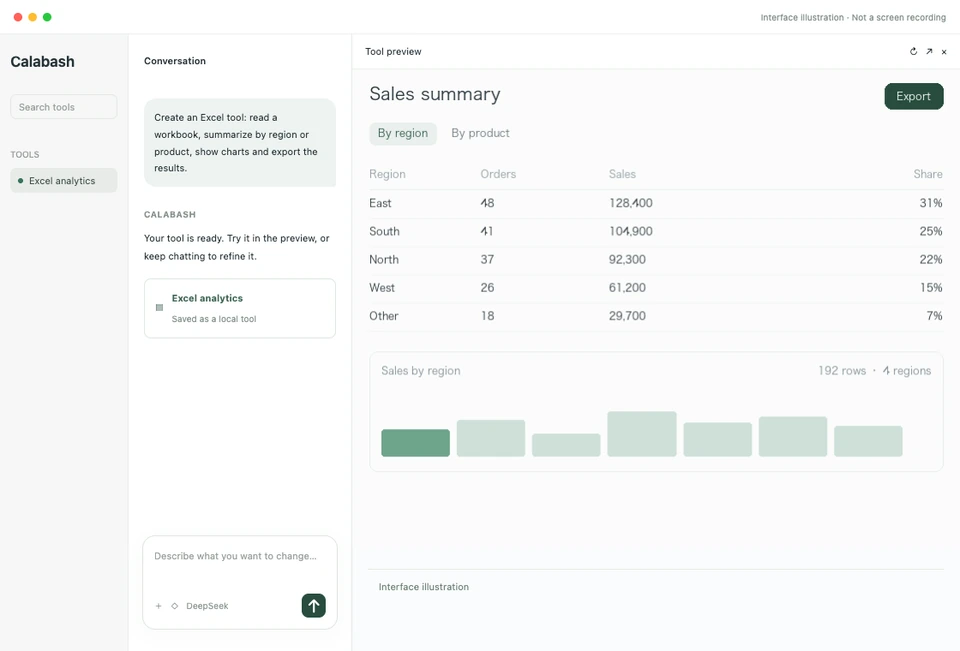 Interface illustration · Not a screen recording
Calabash
Search tools
TOOLS
Excel analytics
Conversation
Create an Excel tool: read a
workbook, summarize by region or
product, show charts and export the
results.
CALABASH
Your tool is ready. Try it in the preview, or
keep chatting to refine it.
Excel analytics
Saved as a local tool
Describe what you want to change...
DeepSeek
Tool preview
Sales summary
Export
By region By product
Region Orders Sales Share
East 48 128,400 31%
South 41 104,900 25%
North 37 92,300 22%
West 26 61,200 15%
Other 18 29,700 7%
Sales by region 192 rows · 4 regions
Interface illustration